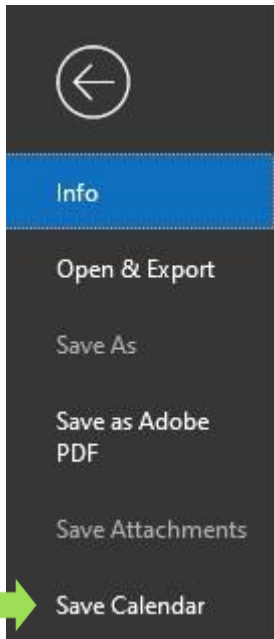 Info
Open & Export
Save As
Save as Adobe
PDF
Save Attachments
Save Calendar